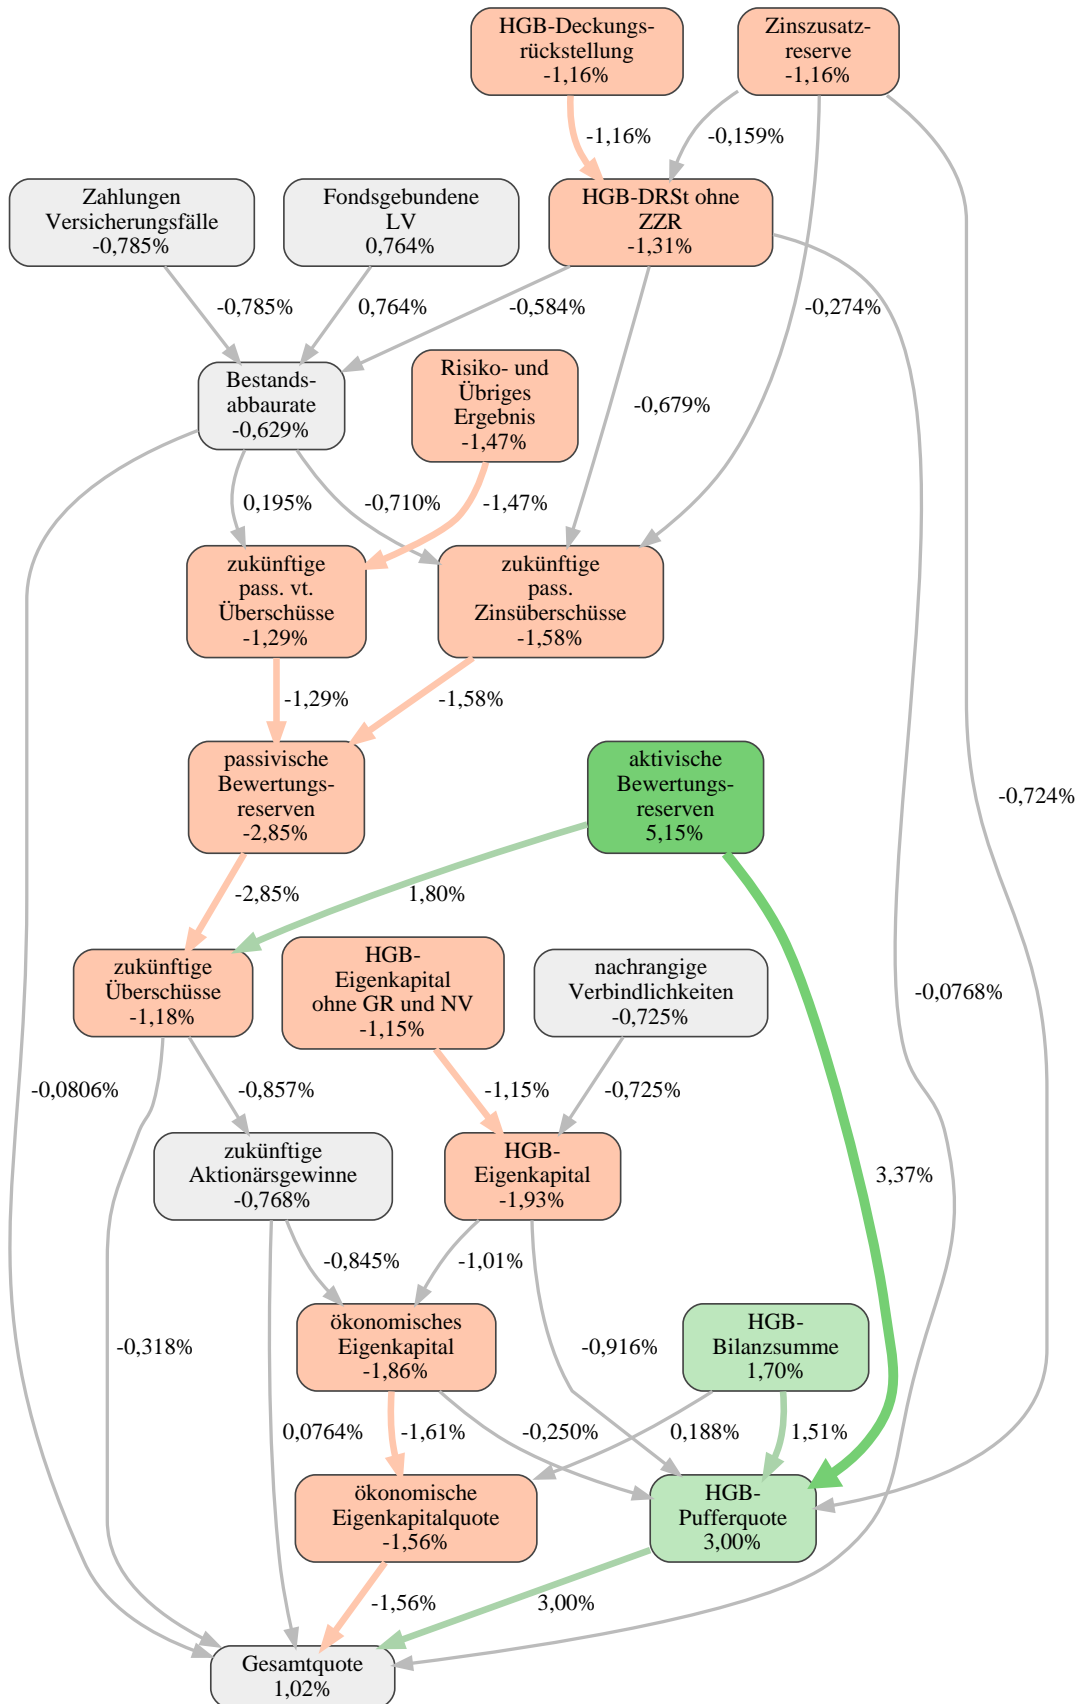 HGB-Deckungs-
rückstellung
-1,16%
Zinszusatz-
reserve
-1,16%
-1,16%
-0,159%
Zahlungen
Versicherungsfälle
-0,785%
Fondsgebundene
LV
0,764%
HGB-DRSt ohne
ZZR
-1,31%
-0,785%
0,764%
-0,584%
-0,274%
Bestands-
abbaurate
-0,629%
Risiko- und
Übriges
Ergebnis
-1,47%
-0,679%
0,195%
-0,710%
-1,47%
zukünftige
pass. vt.
Überschüsse
-1,29%
zukünftige
pass.
Zinsüberschüsse
-1,58%
-1,29%
-1,58%
passivische
Bewertungs-
reserven
-2,85%
aktivische
Bewertungs-
reserven
5,15%
-0,724%
-2,85%
1,80%
zukünftige
Überschüsse
-1,18%
HGB-
Eigenkapital
ohne GR und NV
-1,15%
nachrangige
Verbindlichkeiten
-0,725%
-0,0768%
-0,0806%
-0,857%
-1,15%
-0,725%
zukünftige
Aktionärsgewinne
-0,768%
HGB-
Eigenkapital
-1,93%
3,37%
-0,845%
-1,01%
ökonomisches
Eigenkapital
-1,86%
HGB-
Bilanzsumme
1,70%
-0,318%
-0,916%
0,0764%
-1,61%
-0,250%
0,188%
1,51%
ökonomische
Eigenkapitalquote
-1,56%
HGB-
Pufferquote
3,00%
-1,56%
3,00%
Gesamtquote
1,02%